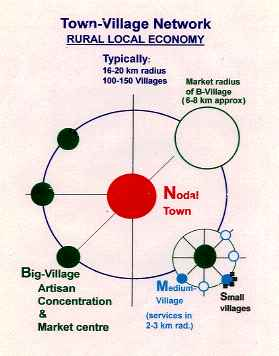 Town-Village Network
RURAL LOCAL ECONOMY
Typically:
16-20 km radius
100-150 Villages
Market radius
of B-Village
(6-8 km approx)
Nodal
Town
Big-Village
Artisan
Concentration
&
Market centre
Medium-
Village
(services in
2-3 km rad.)
Small
villages